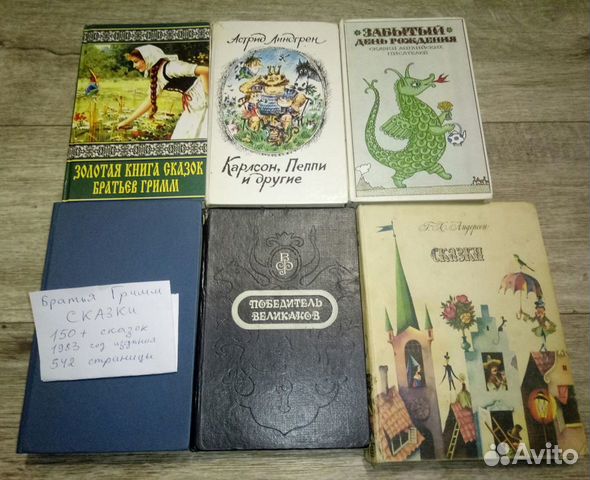 ЗОЛОТАЯ КНИГА СКАЗОК
БРАТЬЕВ ГРИММ
Астрид Линдгрен
Карлсон, Пеппи
и другие
ЗАБЫТЫЙ
ДЕНЬ РОЖДЕНИЯ
СКАЗКИ АНГЛИЙСКИХ
ПИСАТЕЛЕЙ
Братья Гримм
СКАЗКИ
150+ сказок
1983 год издания
542 страницы
ПОБЕДИТЕЛЬ
ВЕЛИКАНОВ
Г. Х. Андерсен
СКАЗКИ
Avito